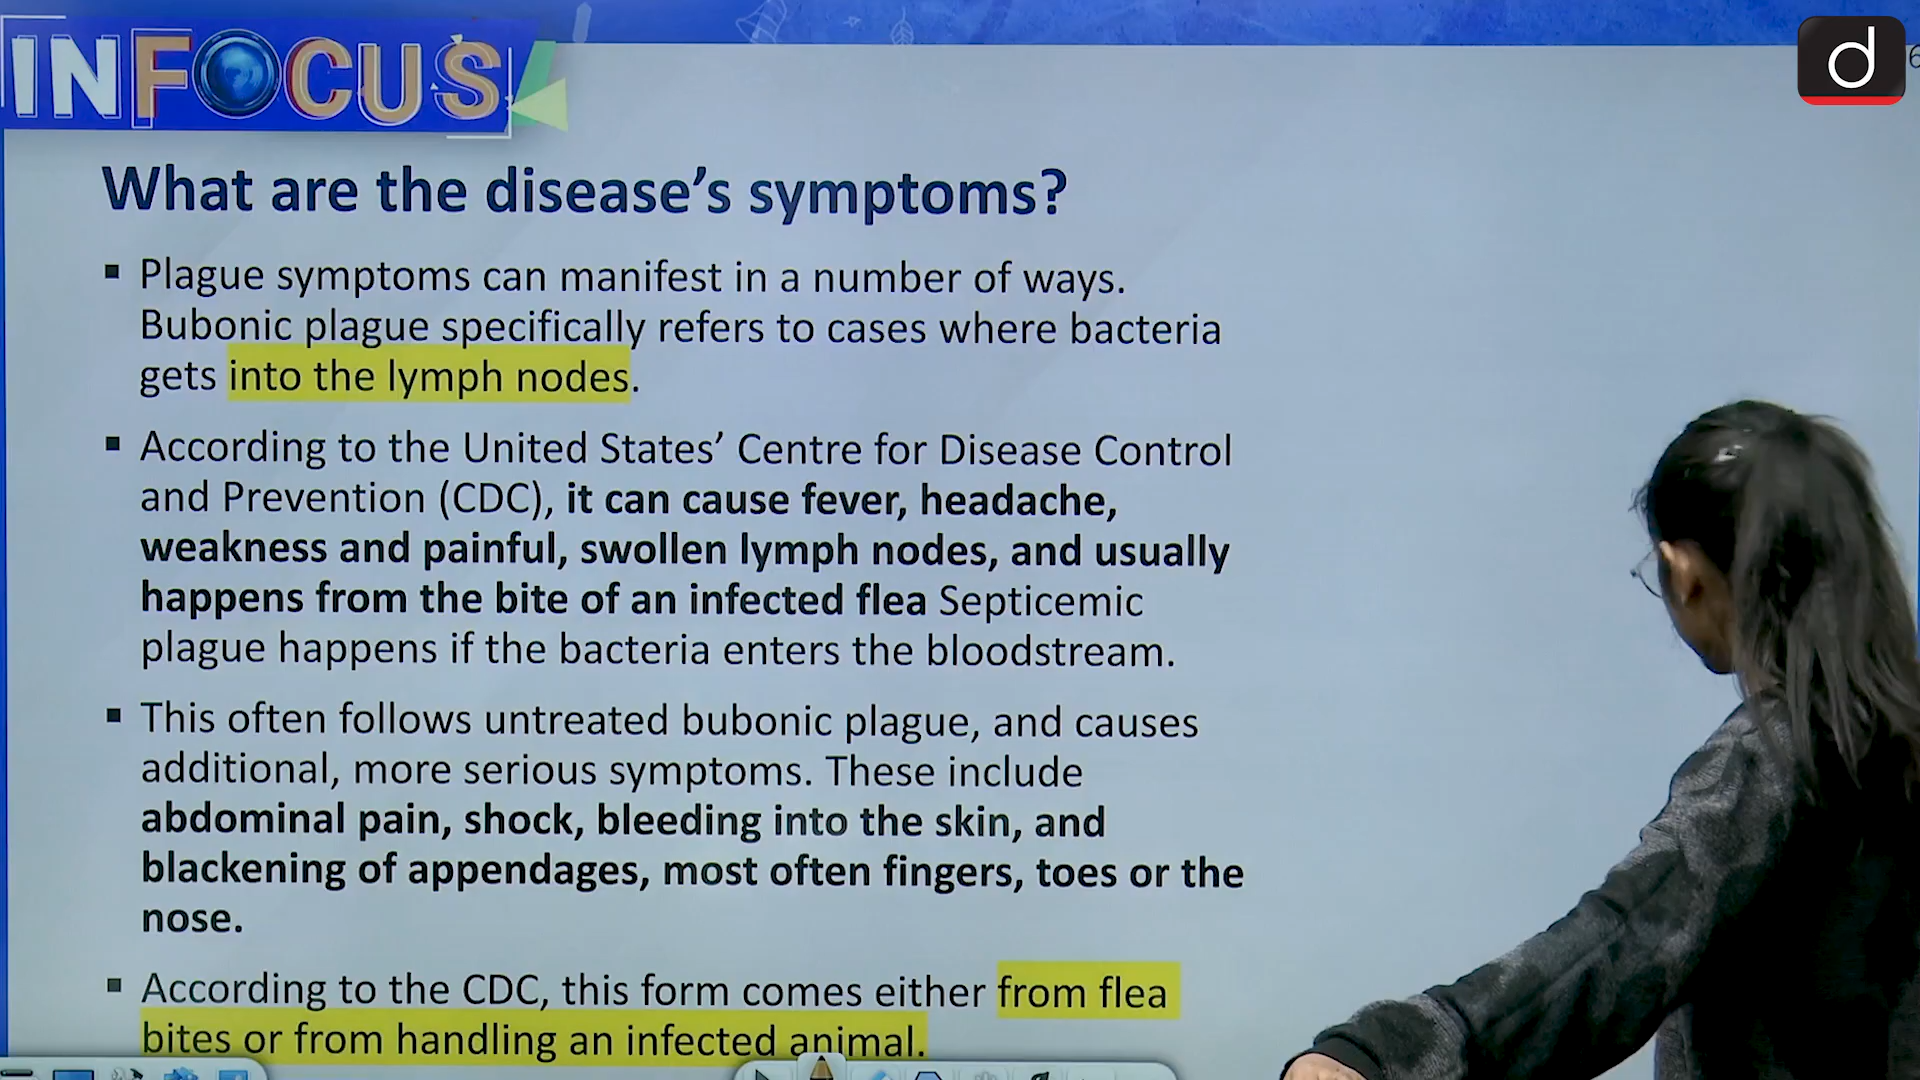 INFOCUS
d
6
What are the disease’s symptoms?
▪ Plague symptoms can manifest in a number of ways.
Bubonic plague specifically refers to cases where bacteria
gets into the lymph nodes.
▪ According to the United States’ Centre for Disease Control
and Prevention (CDC), it can cause fever, headache,
weakness and painful, swollen lymph nodes, and usually
happens from the bite of an infected flea Septicemic
plague happens if the bacteria enters the bloodstream.
▪ This often follows untreated bubonic plague, and causes
additional, more serious symptoms. These include
abdominal pain, shock, bleeding into the skin, and
blackening of appendages, most often fingers, toes or the
nose.
▪ According to the CDC, this form comes either from flea
bites or from handling an infected animal.